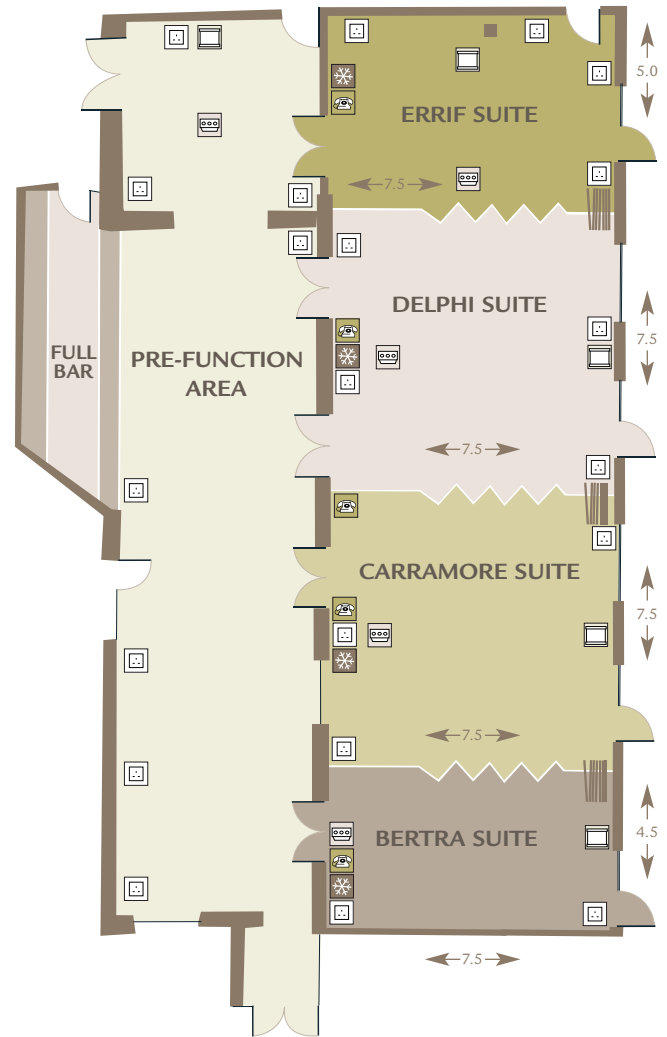 5.0
ERRIF SUITE
7.5
DELPHI SUITE
7.5
FULL
BAR
PRE-FUNCTION
AREA
7.5
CARRAMORE SUITE
7.5
7.5
BERTRA SUITE
4.5
7.5